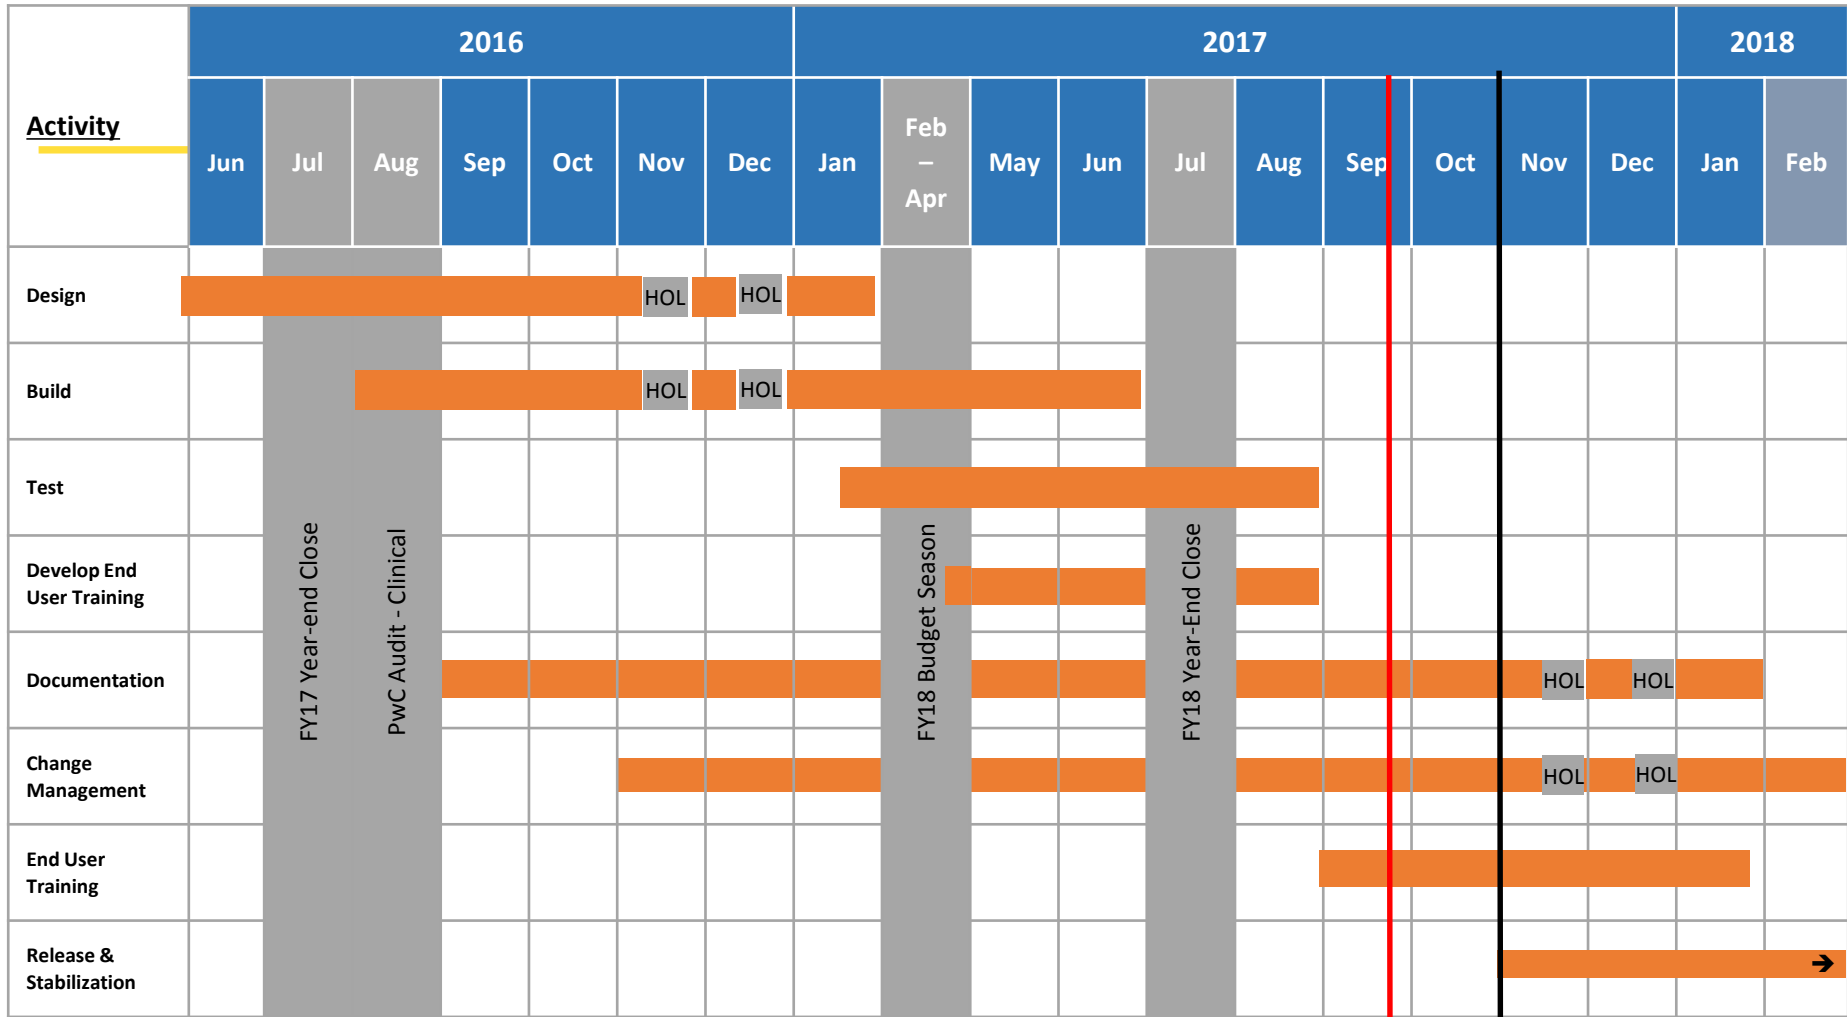 2016
2017
2018
Activity
Jun
Jul
Aug
Sep
Oct
Nov
Dec
Jan
Feb
–
Apr
May
Jun
Jul
Aug
Sep
Oct
Nov
Dec
Jan
Feb
Design
HOL
HOL
Build
HOL
HOL
Test
Develop End
User Training
Documentation
HOL
HOL
Change
Management
HOL
HOL
End User
Training
Release &
Stabilization
FY17 Year-end Close
PwC Audit - Clinical
FY18 Budget Season
FY18 Year-End Close